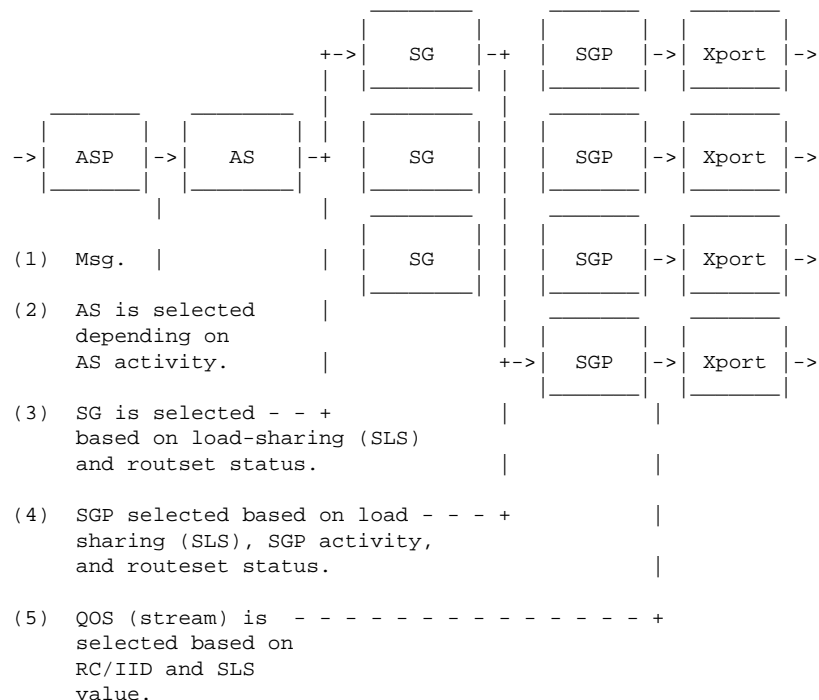 SG SGP Xport
ASP AS SG SGP Xport
SG SGP Xport
(1) Msg.
(2) AS is selected
depending on
AS activity.
SGP Xport
(3) SG is selected
based on load-sharing (SLS)
and routset status.
(4) SGP selected based on load
sharing (SLS), SGP activity,
and routeset status.
(5) QOS (stream) is
selected based on
RC/IID and SLS
value.